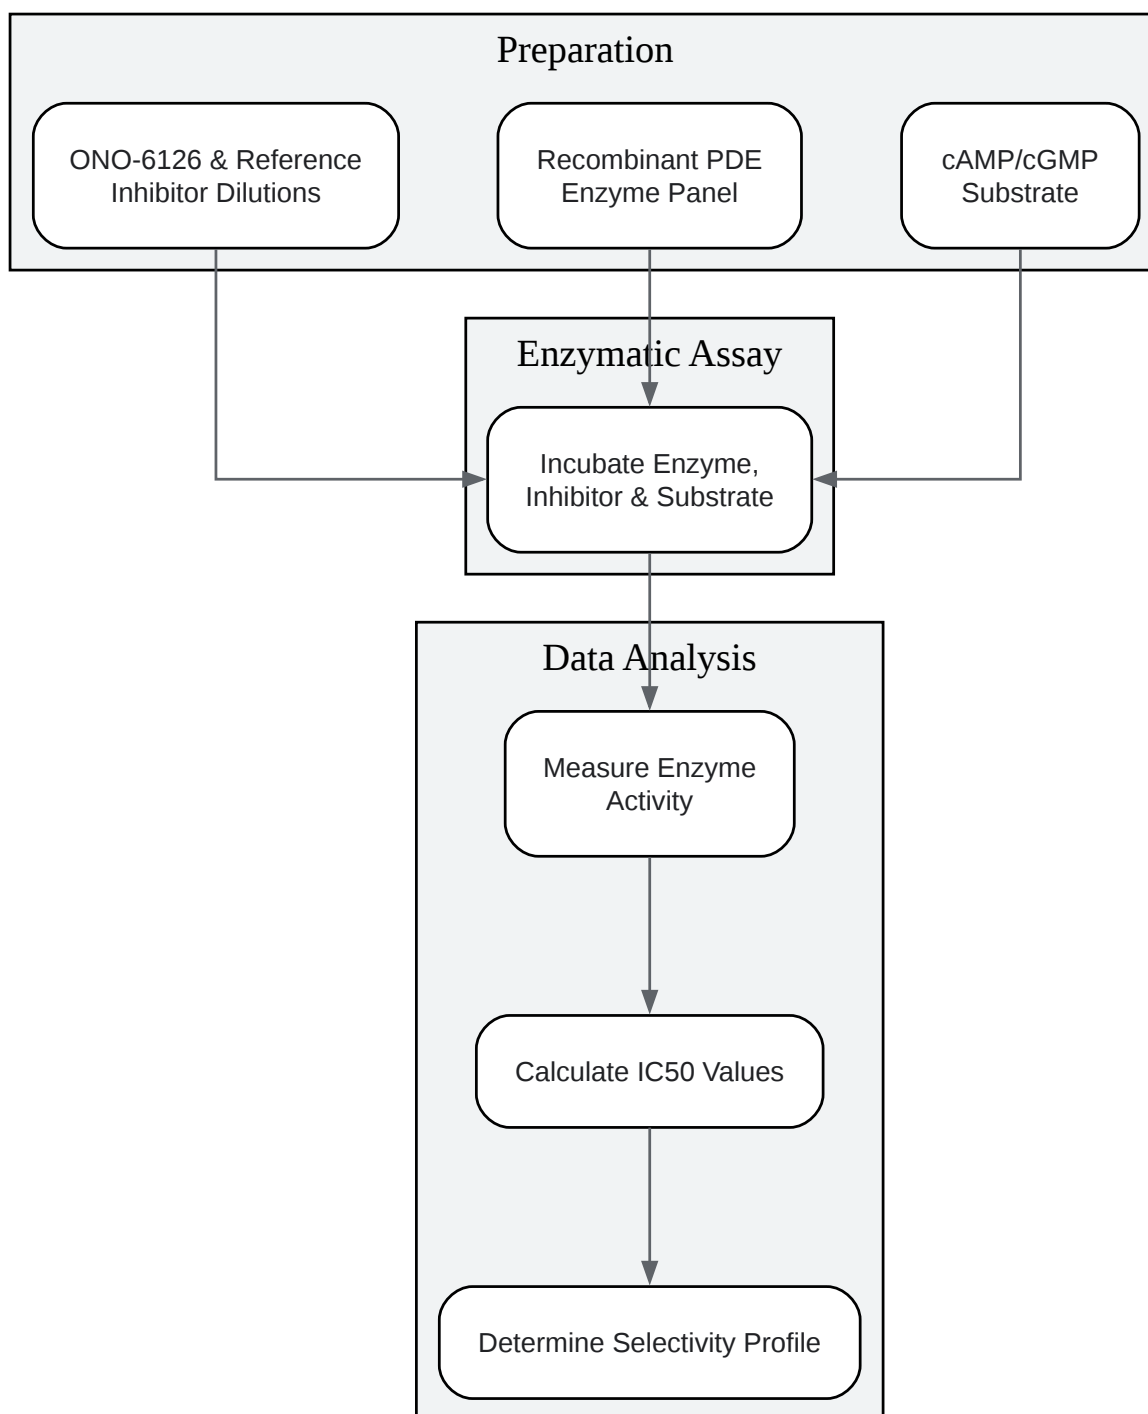 Preparation
ONO-6126 & Reference
Inhibitor Dilutions
Recombinant PDE
Enzyme Panel
cAMP/cGMP
Substrate
Enzymatic Assay
Incubate Enzyme,
Inhibitor & Substrate
Data Analysis
Measure Enzyme
Activity
Calculate IC50 Values
Determine Selectivity Profile